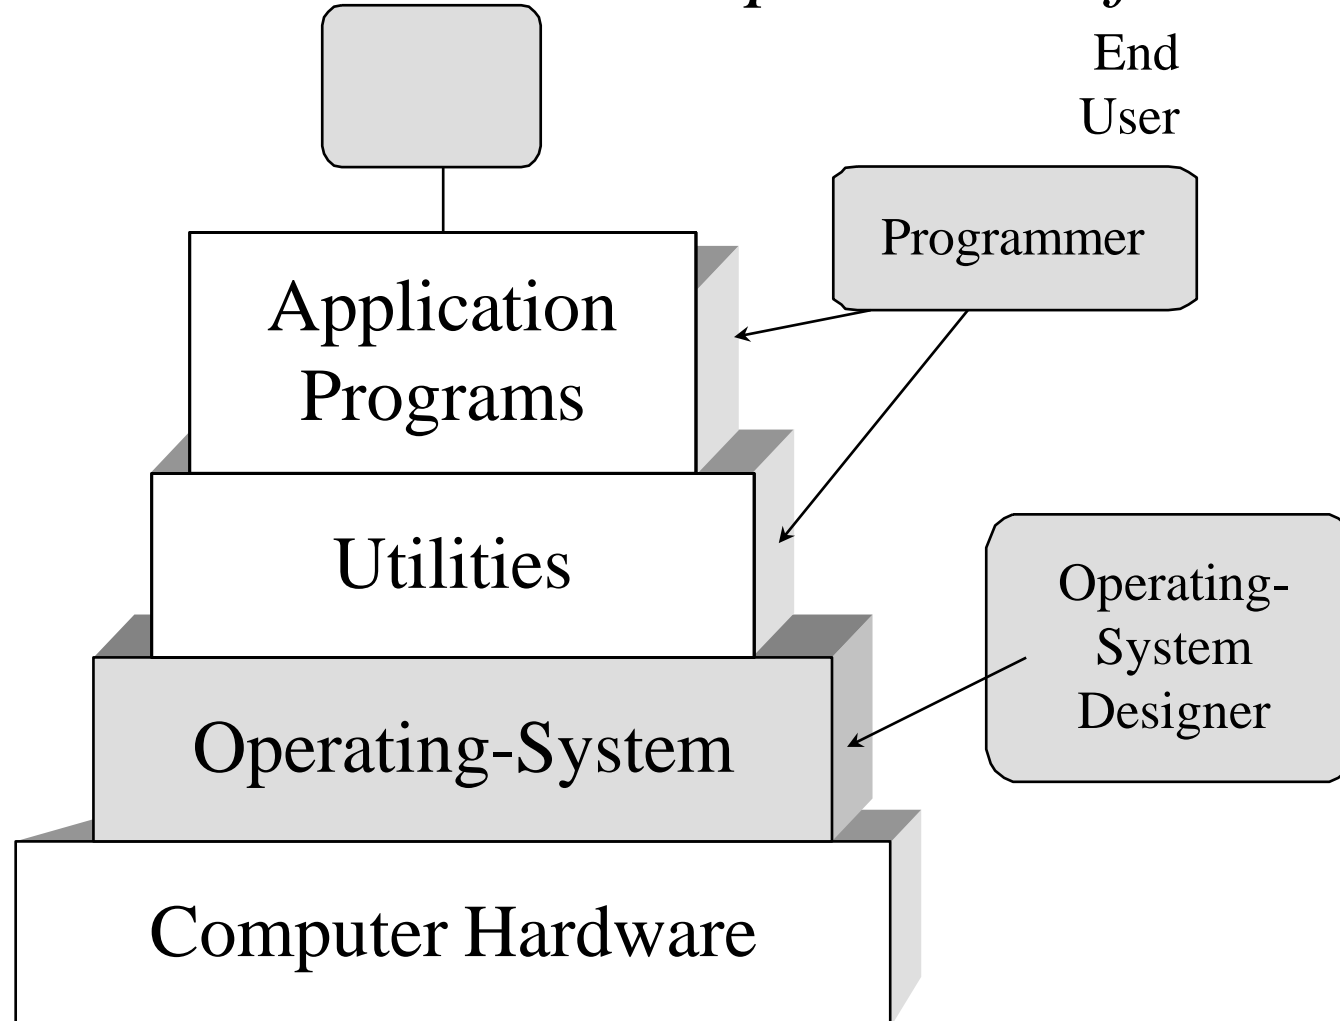 End
User
Programmer
Application
Programs
Utilities
Operating-
System
Designer
Operating-System
Computer Hardware